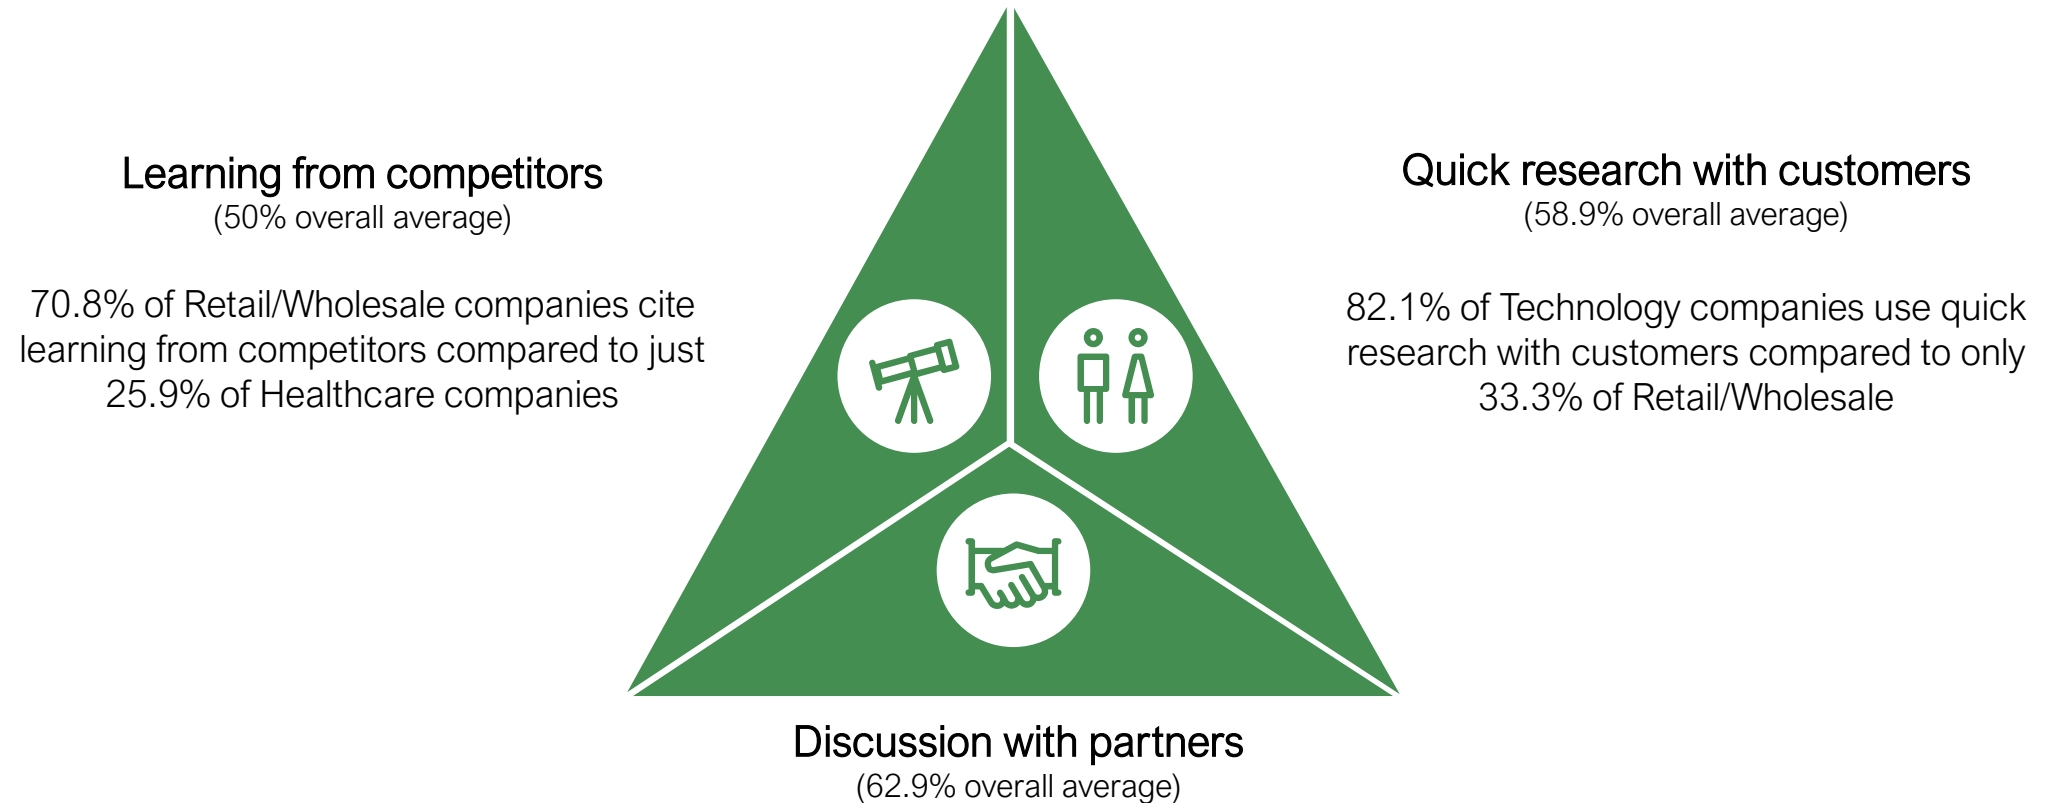 Learning from competitors
(50% overall average)
70.8% of Retail/Wholesale companies cite
learning from competitors compared to just
25.9% of Healthcare companies
Quick research with customers
(58.9% overall average)
82.1% of Technology companies use quick
research with customers compared to only
33.3% of Retail/Wholesale
Discussion with partners
(62.9% overall average)